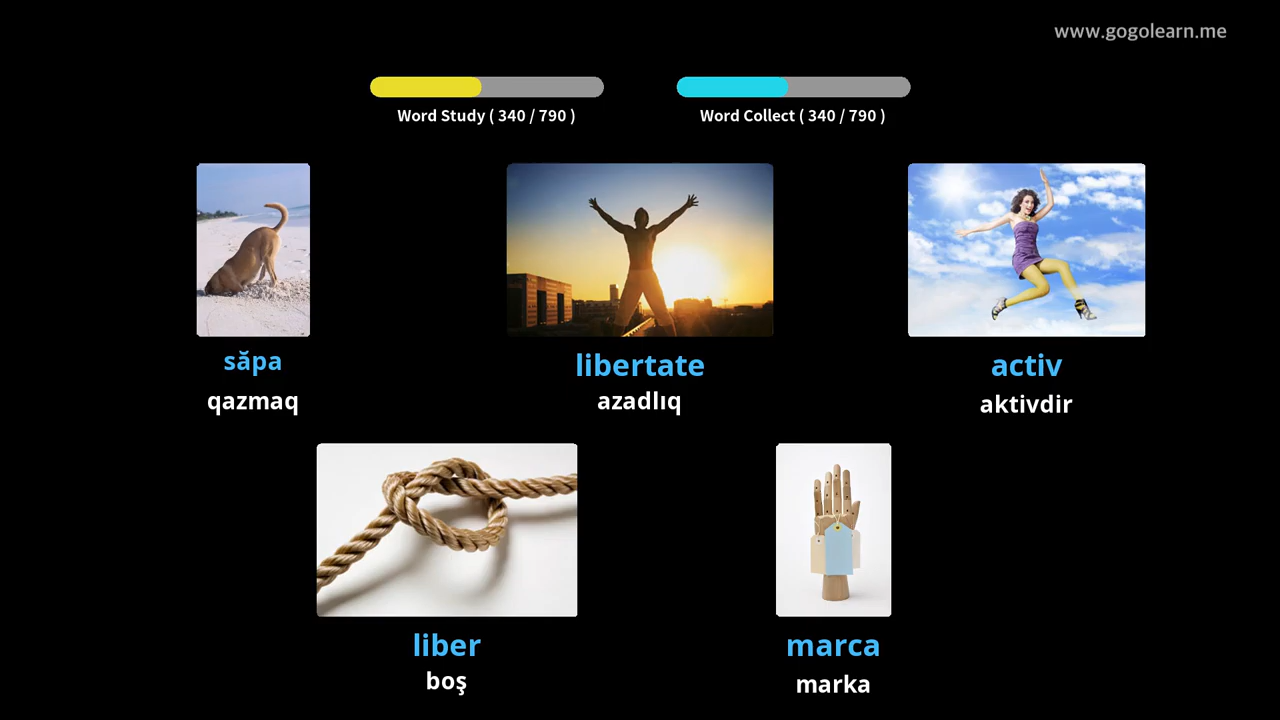 www.gogolearn.me
Word Study ( 340 / 790 )
Word Collect ( 340 / 790 )
săpa
qazmaq
libertate
azadlıq
activ
aktivdir
liber
boş
marca
marka